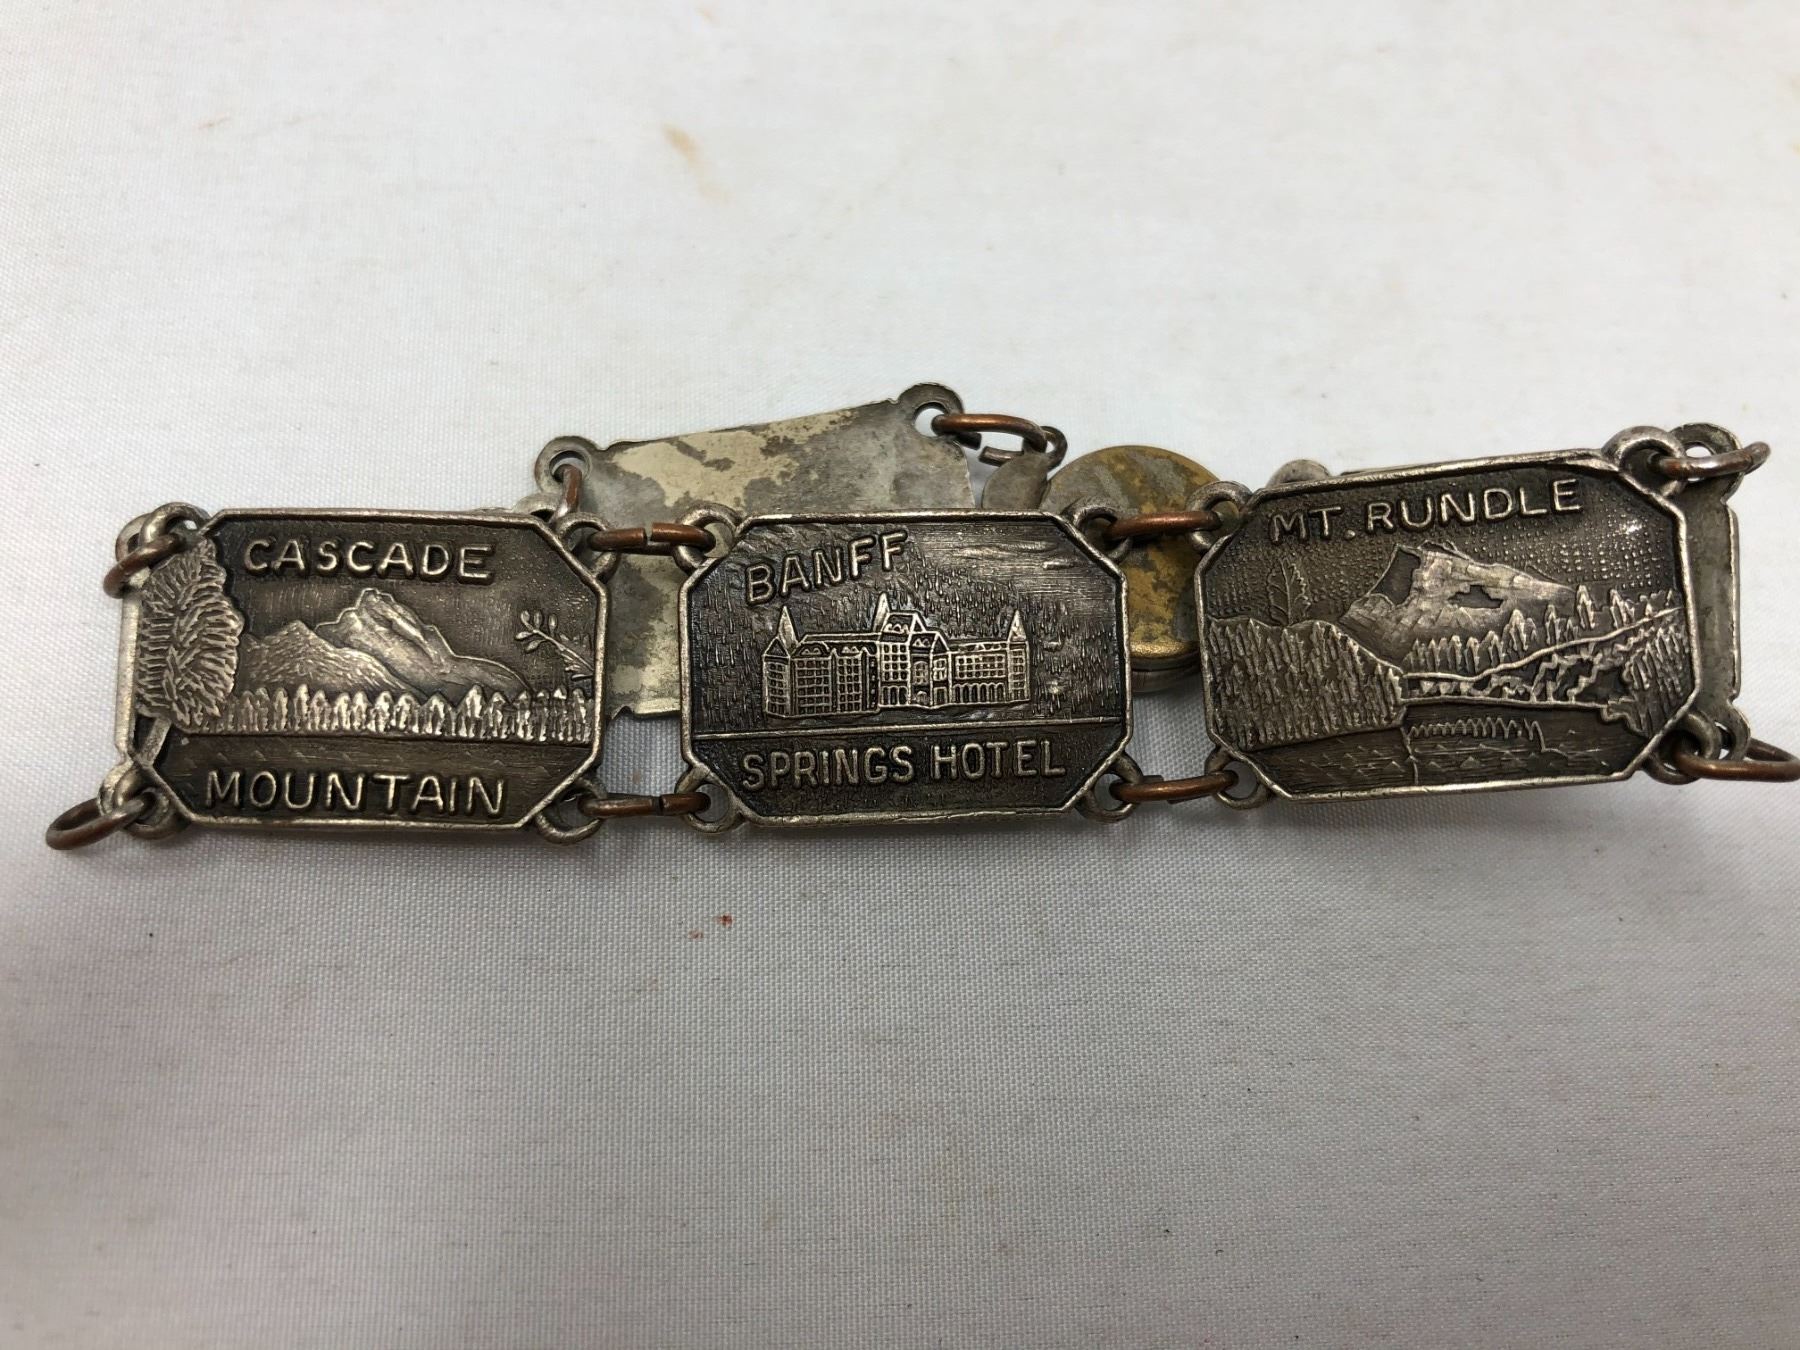 CASCADE
MOUNTAIN
BANFF
SPRINGS HOTEL
MT. RUNDLE